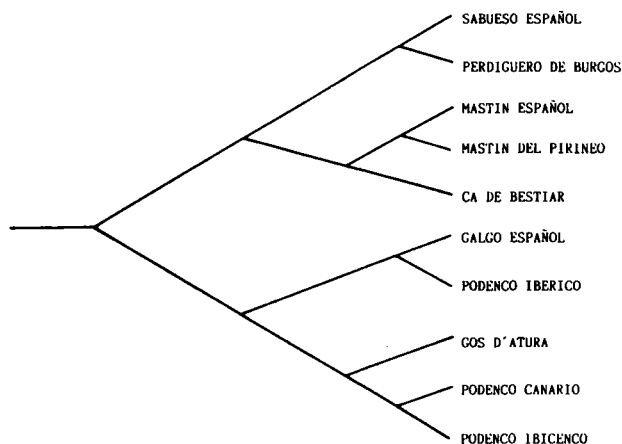 SABUESO ESPAÑOL
PERDIGUERO DE BURGOS
MASTIN ESPAÑOL
MASTIN DEL PIRINEO
CA DE BESTIAR
GALGO ESPAÑOL
PODENCO IBERICO
GOS D'ATURA
PODENCO CANARIO
PODENCO IBICENCO